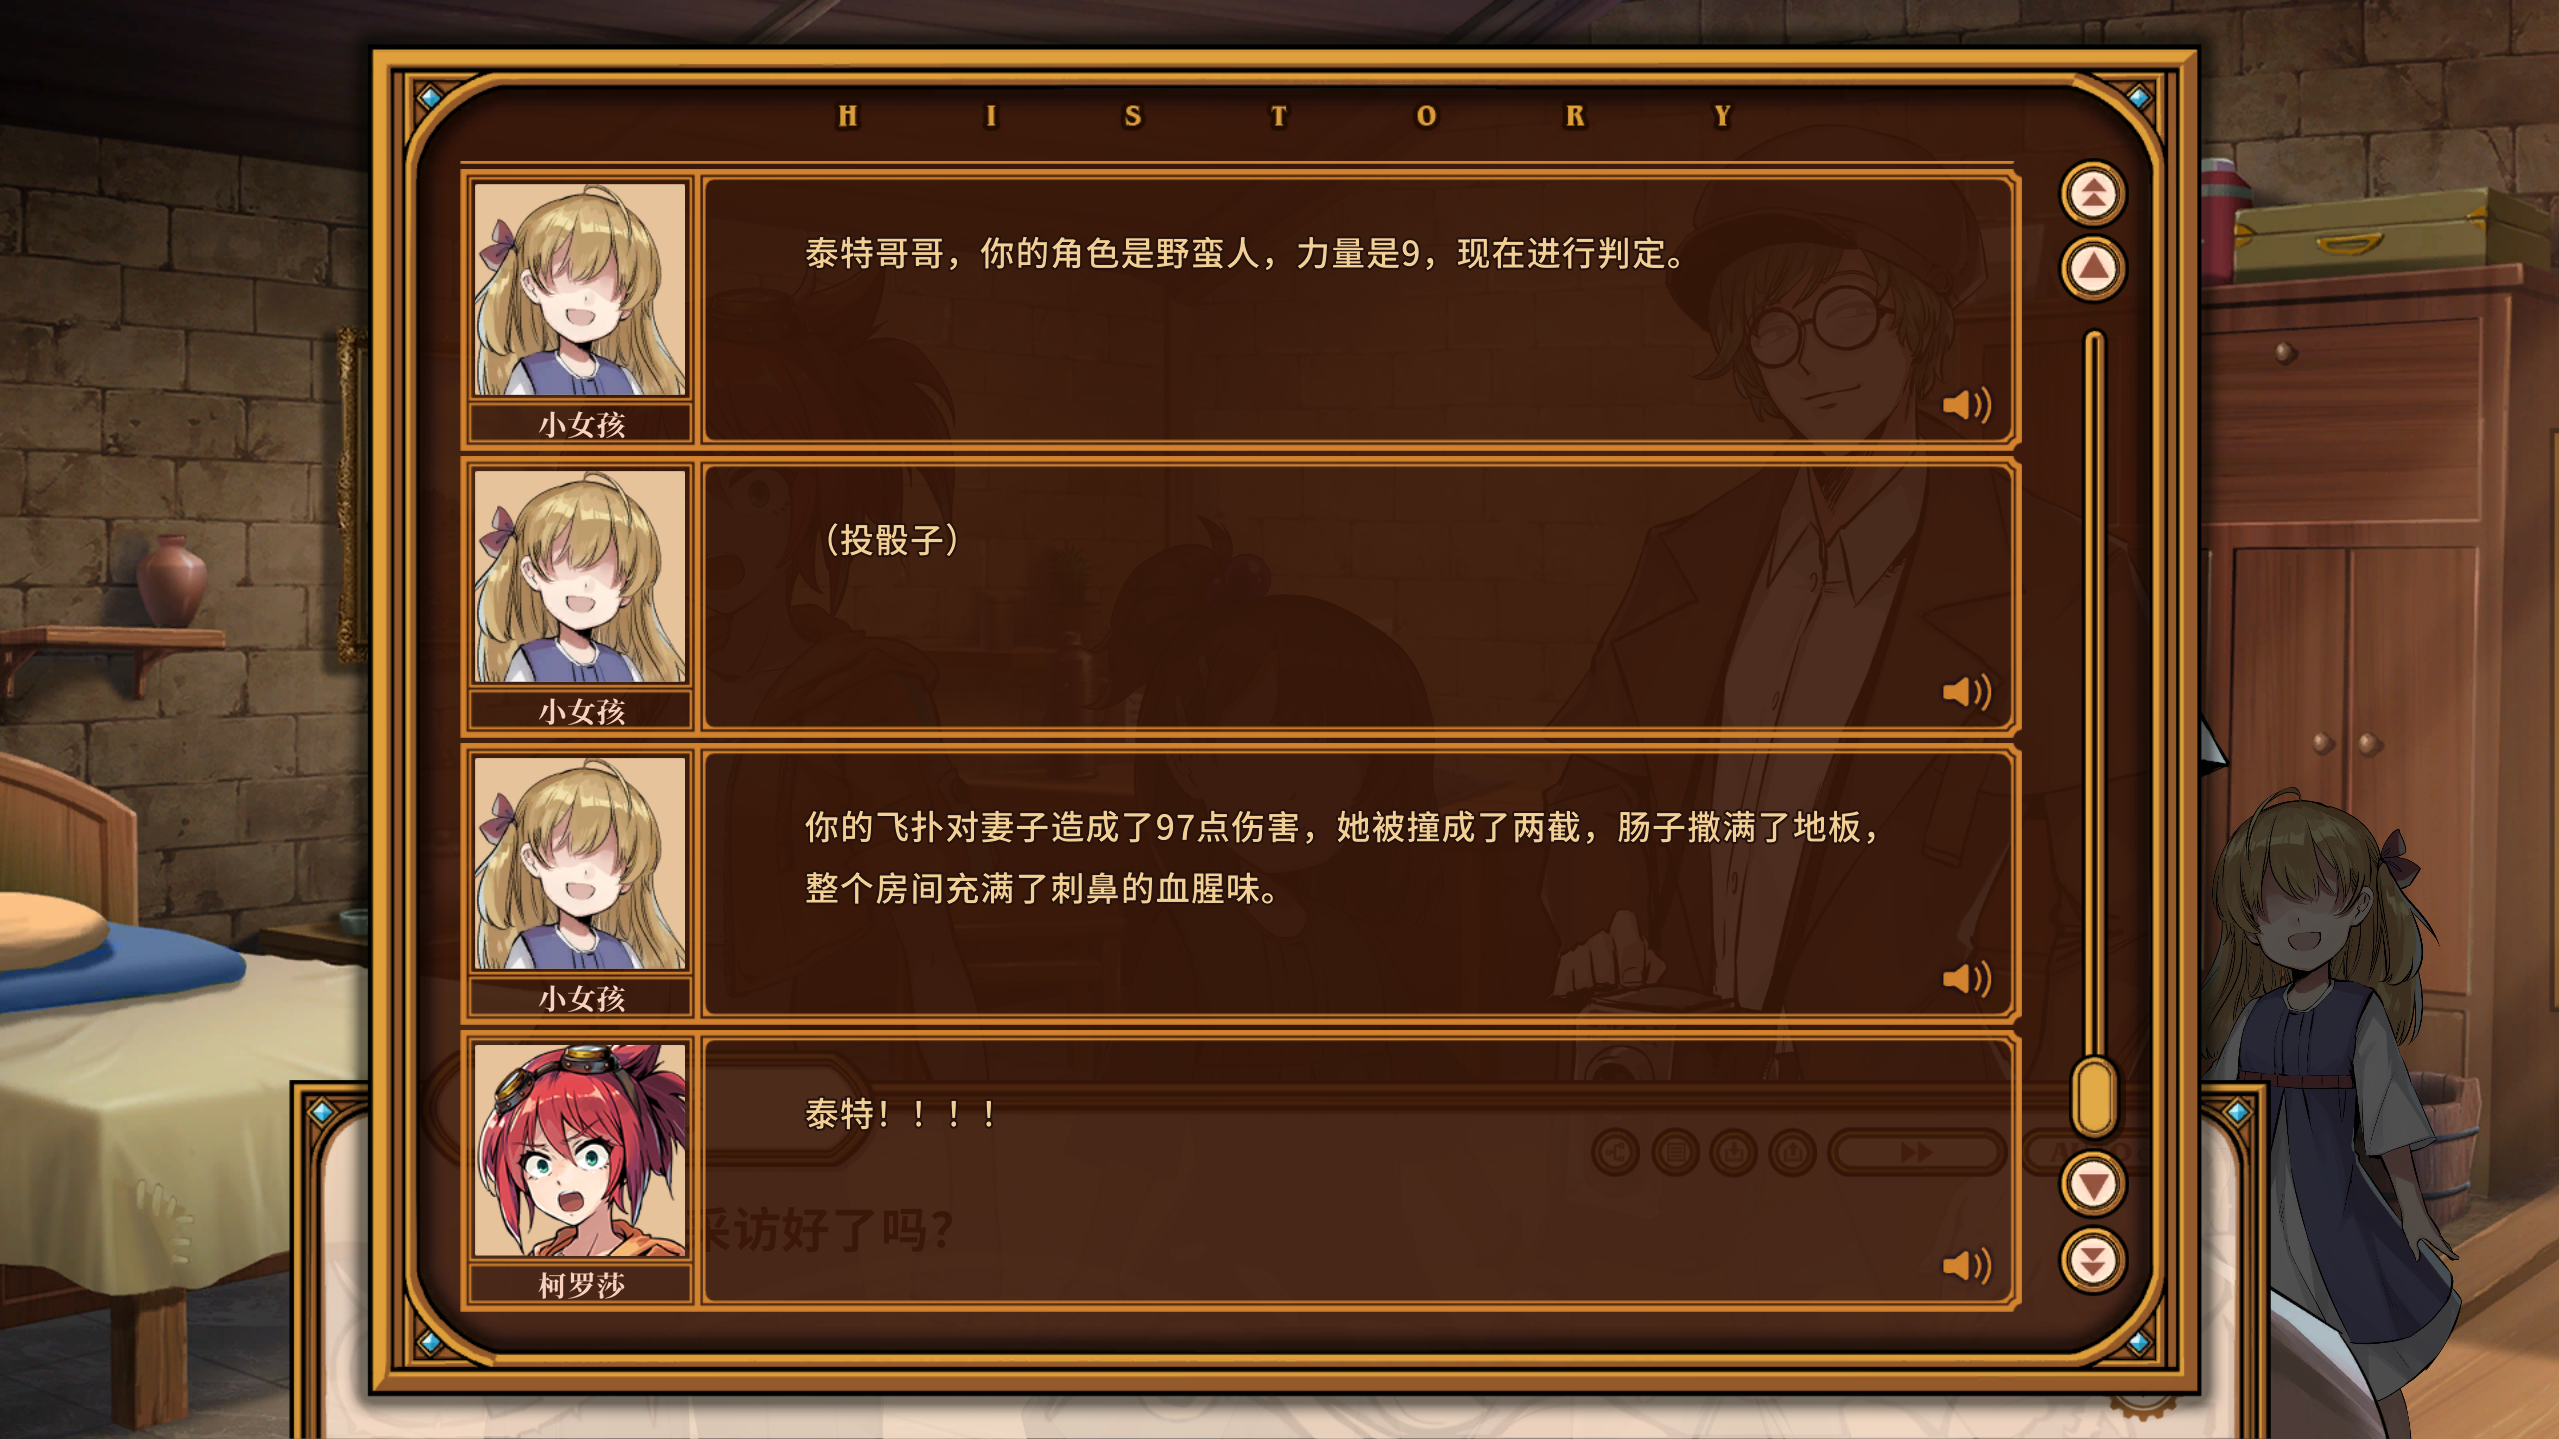 HISTORY
泰特哥哥，你的角色是野蛮人，力量是9，现在进行判定。
小女孩
（投骰子）
小女孩
你的飞扑对妻子造成了97点伤害，她被撞成了两截，肠子撒满了地板，
整个房间充满了刺鼻的血腥味。
小女孩
泰特！！！！
采访好了吗？
柯罗莎